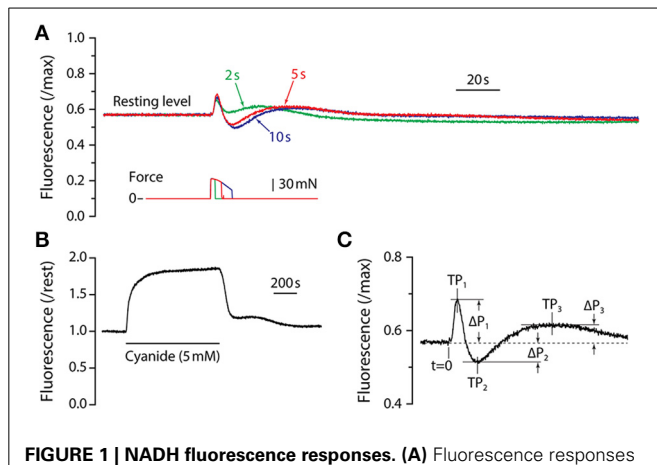 A
Fluorescence (/max)
1.0
0.8
0.6
0.4
0.2
0.0
Resting level
2s
5s
10s
20s
Force
0–
| 30mN
B
Fluorescence (/rest)
2.0
1.5
1.0
0.5
0.0
200s
Cyanide (5mM)
C
Fluorescence (/max)
0.8
0.6
0.4
TP1
TP2
TP3
ΔP1
ΔP2
ΔP3
t=0
FIGURE 1 | NADH fluorescence responses. (A) Fluorescence responses